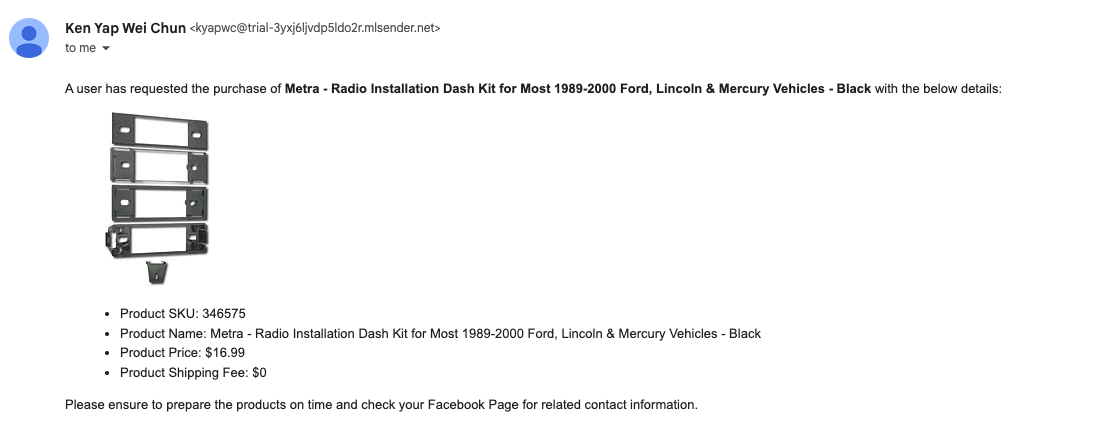 Ken Yap Wei Chun <kyapwc@trial-3yxj6ljvdp5ldo2r.mlsender.net>
to me
A user has requested the purchase of Metra - Radio Installation Dash Kit for Most 1989-2000 Ford, Lincoln & Mercury Vehicles - Black with the below details:
• Product SKU: 346575
• Product Name: Metra - Radio Installation Dash Kit for Most 1989-2000 Ford, Lincoln & Mercury Vehicles - Black
• Product Price: $16.99
• Product Shipping Fee: $0
Please ensure to prepare the products on time and check your Facebook Page for related contact information.